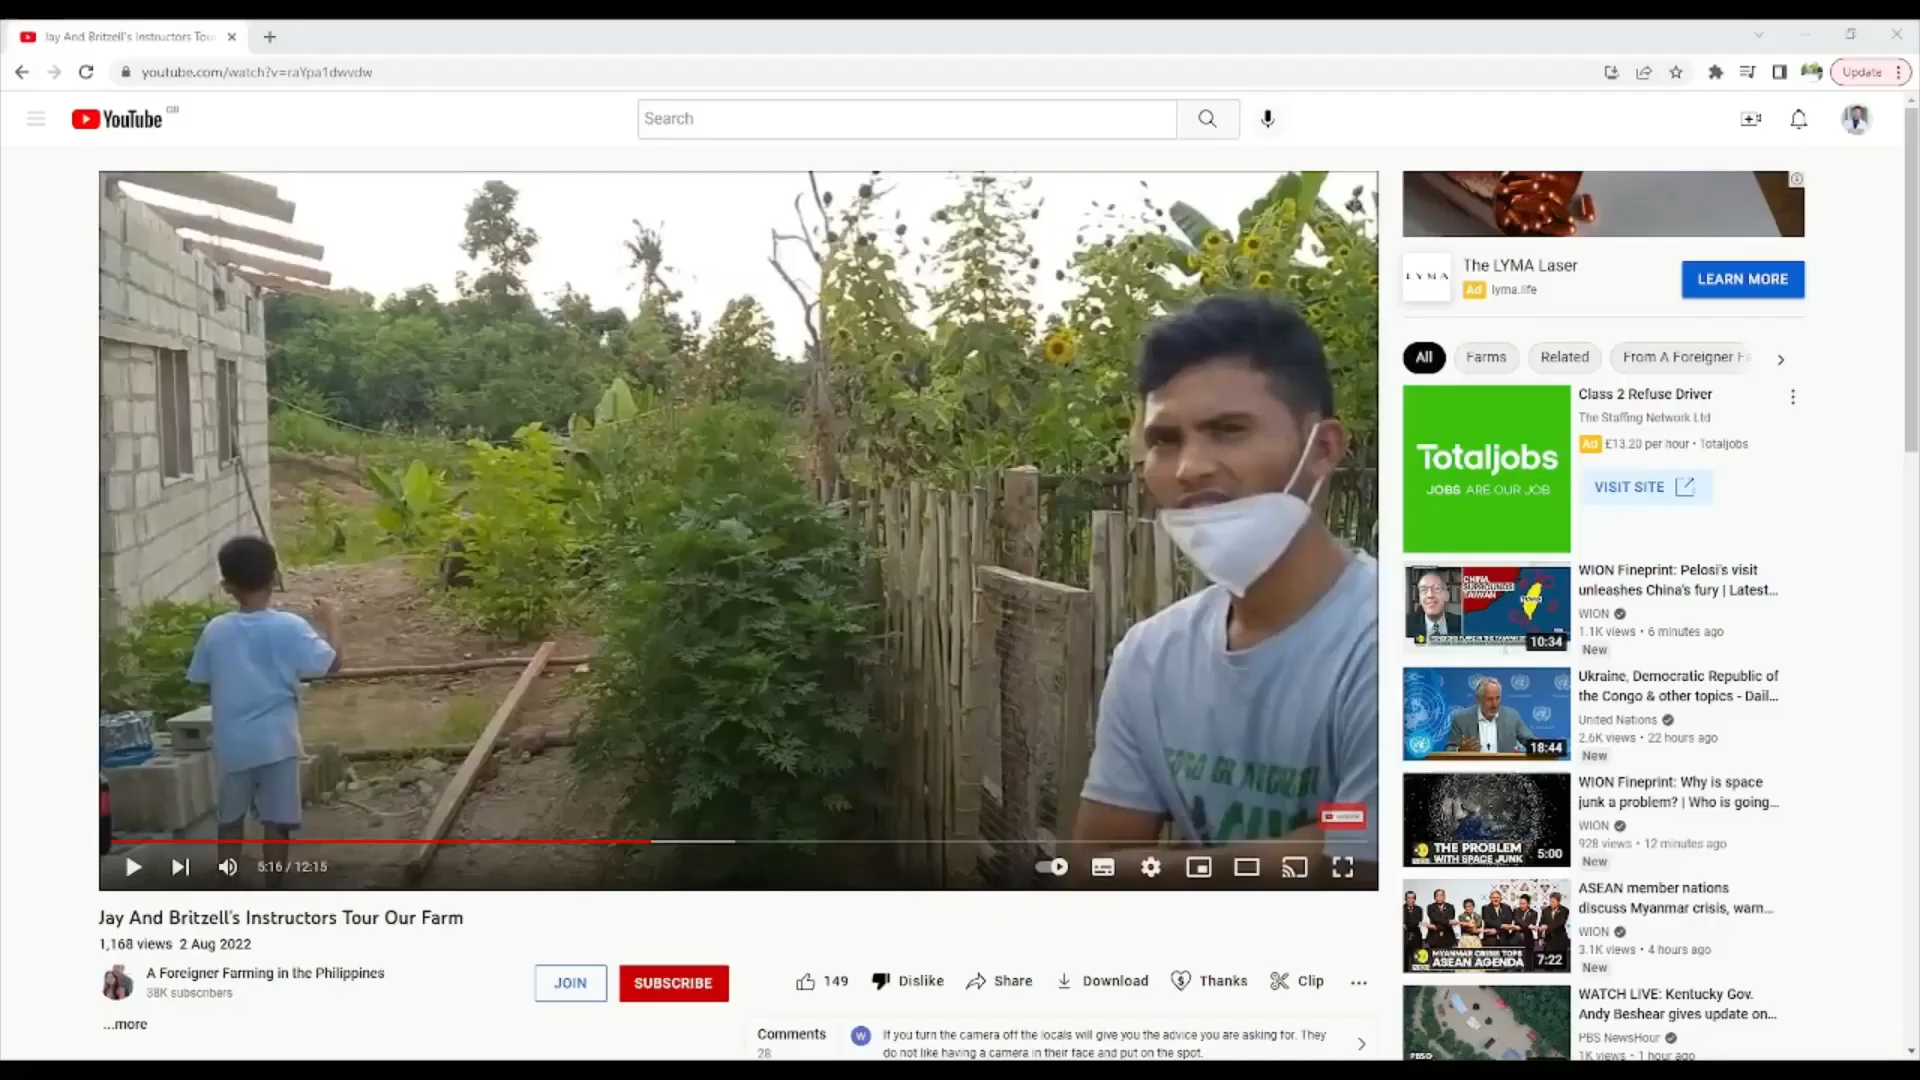 Jay And Britzell's Instructors Tou
youtube.com/watch?v=raYpa1dwvdw
Update
YouTube GB
Search
LYMA
The LYMA Laser
Ad lyma.life
LEARN MORE
All
Farms
Related
From A Foreigner Fa
Totaljobs
JOBS ARE OUR JOB
Class 2 Refuse Driver
The Staffing Network Ltd
Ad £13.20 per hour • Totaljobs
VISIT SITE
CHINA
SURROUNDS
TAIWAN
10:34
WION Fineprint: Pelosi's visit
unleashes China's fury | Latest...
WION
1.1K views • 6 minutes ago
New
18:44
Ukraine, Democratic Republic of
the Congo & other topics - Dail...
United Nations
2.6K views • 22 hours ago
New
THE PROBLEM
WITH SPACE JUNK
5:00
WION Fineprint: Why is space
junk a problem? | Who is going...
WION
928 views • 12 minutes ago
New
MYANMAR CRISIS TOPS
ASEAN AGENDA
7:22
ASEAN member nations
discuss Myanmar crisis, warn...
WION
3.1K views • 4 hours ago
New
WATCH LIVE: Kentucky Gov.
Andy Beshear gives update on...
PBS NewsHour
1K views • 1 hour ago
5:16 / 12:15
Jay And Britzell's Instructors Tour Our Farm
1,168 views 2 Aug 2022
A Foreigner Farming in the Philippines
38K subscribers
JOIN
SUBSCRIBE
149
Dislike
Share
Download
Thanks
Clip
...more
Comments
28
W
If you turn the camera off the locals will give you the advice you are asking for. They
do not like having a camera in their face and put on the spot.